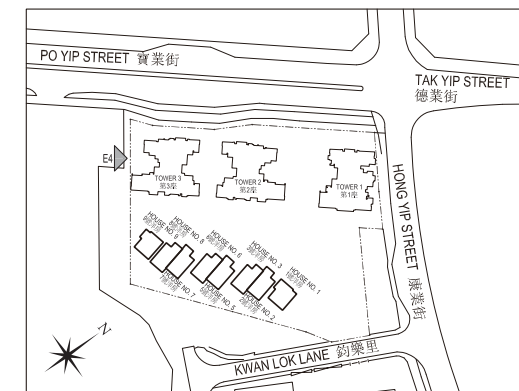 PO YIP STREET 寶業街
TAK YIP STREET
德業街
E4
TOWER 3
第3座
TOWER 2
第2座
TOWER 1
第1座
HONG YIP STREET 康業街
HOUSE NO. 9
HOUSE NO. 8
HOUSE NO. 6
HOUSE NO. 3
HOUSE NO. 1
HOUSE NO. 7
HOUSE NO. 5
HOUSE NO. 2
N
KWAN LOK LANE 鈞樂里